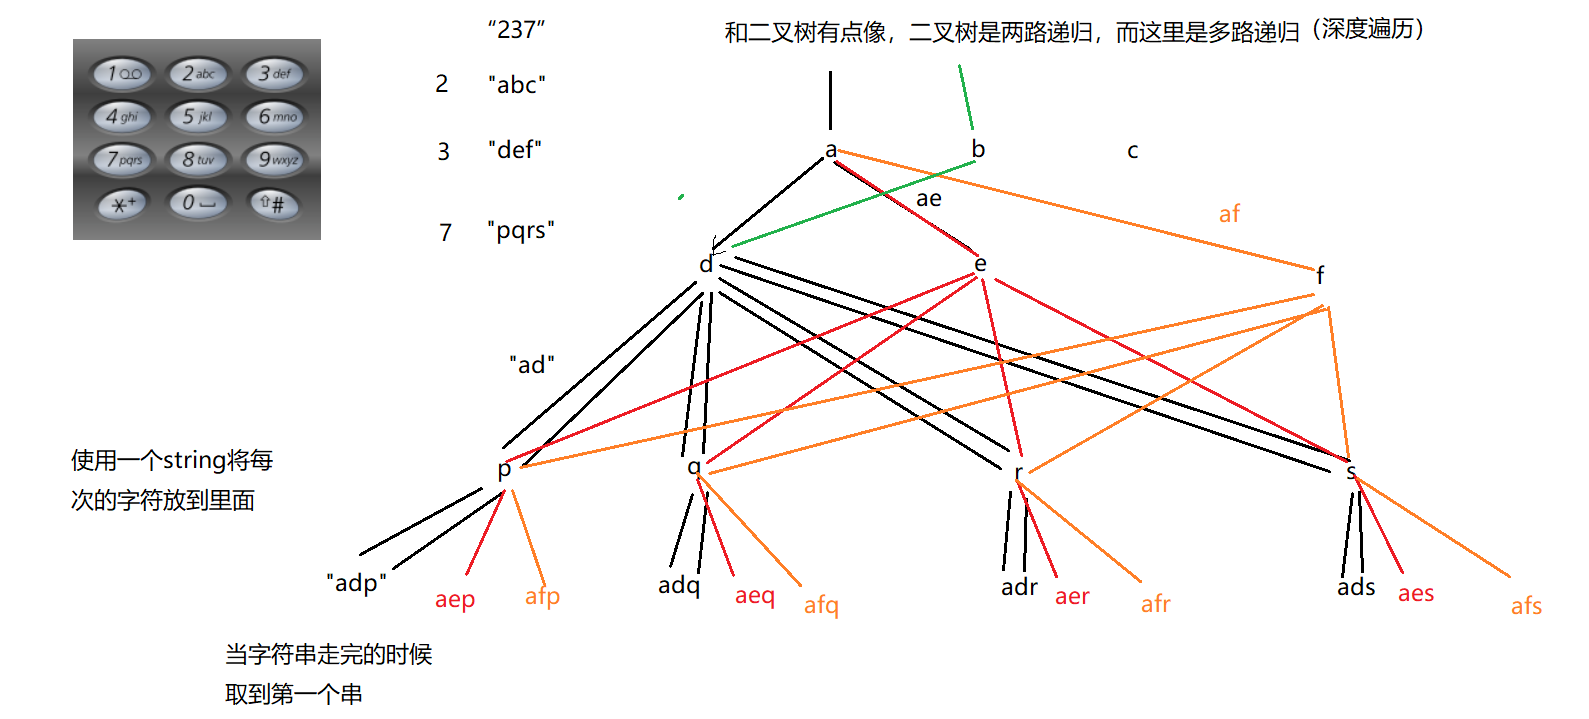 “237”
和二叉树有点像，二叉树是两路递归，而这里是多路递归（深度遍历）
1 2 abc 3 def
4 ghi 5 jkl 6 mno
7 pqrs 8 tuv 9 wxyz
*+ 0 ⇧#
2 "abc"
3 "def"
a b c
ae
af
7 "pqrs"
d e f
"ad"
使用一个string将每
次的字符放到里面
p q r s
"adp" aep afp adq aeq afq adr aer afr ads aes afs
当字符串走完的时候
取到第一个串